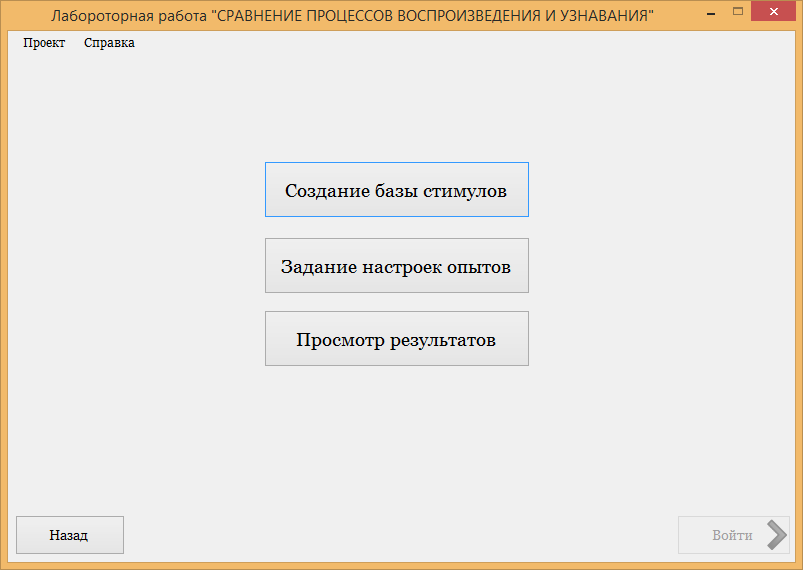 Лабороторная работа "СРАВНЕНИЕ ПРОЦЕССОВ ВОСПРОИЗВЕДЕНИЯ И УЗНАВАНИЯ"
Проект Справка
Создание базы стимулов
Задание настроек опытов
Просмотр результатов
Назад Войти